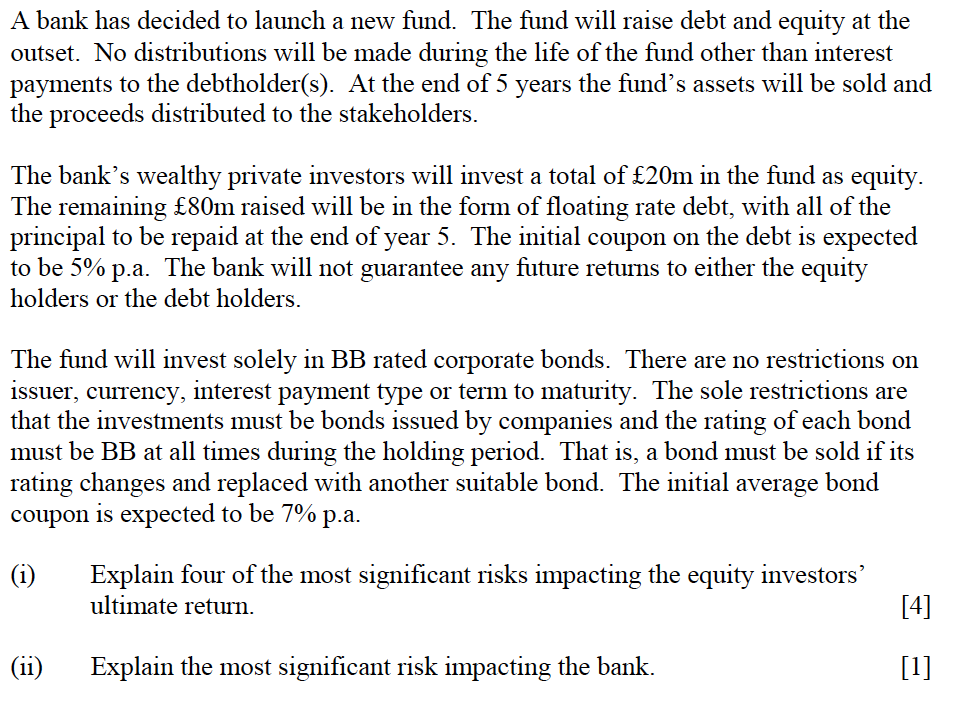 A bank has decided to launch a new fund.  The fund will raise debt and equity at the
outset.  No distributions will be made during the life of the fund other than interest
payments to the debtholder(s).  At the end of 5 years the fund’s assets will be sold and
the proceeds distributed to the stakeholders.
The bank’s wealthy private investors will invest a total of £20m in the fund as equity.
The remaining £80m raised will be in the form of floating rate debt, with all of the
principal to be repaid at the end of year 5.  The initial coupon on the debt is expected
to be 5% p.a.  The bank will not guarantee any future returns to either the equity
holders or the debt holders.
The fund will invest solely in BB rated corporate bonds.  There are no restrictions on
issuer, currency, interest payment type or term to maturity.  The sole restrictions are
that the investments must be bonds issued by companies and the rating of each bond
must be BB at all times during the holding period.  That is, a bond must be sold if its
rating changes and replaced with another suitable bond.  The initial average bond
coupon is expected to be 7% p.a.
(i) Explain four of the most significant risks impacting the equity investors’
ultimate return. [4]
(ii) Explain the most significant risk impacting the bank. [1]